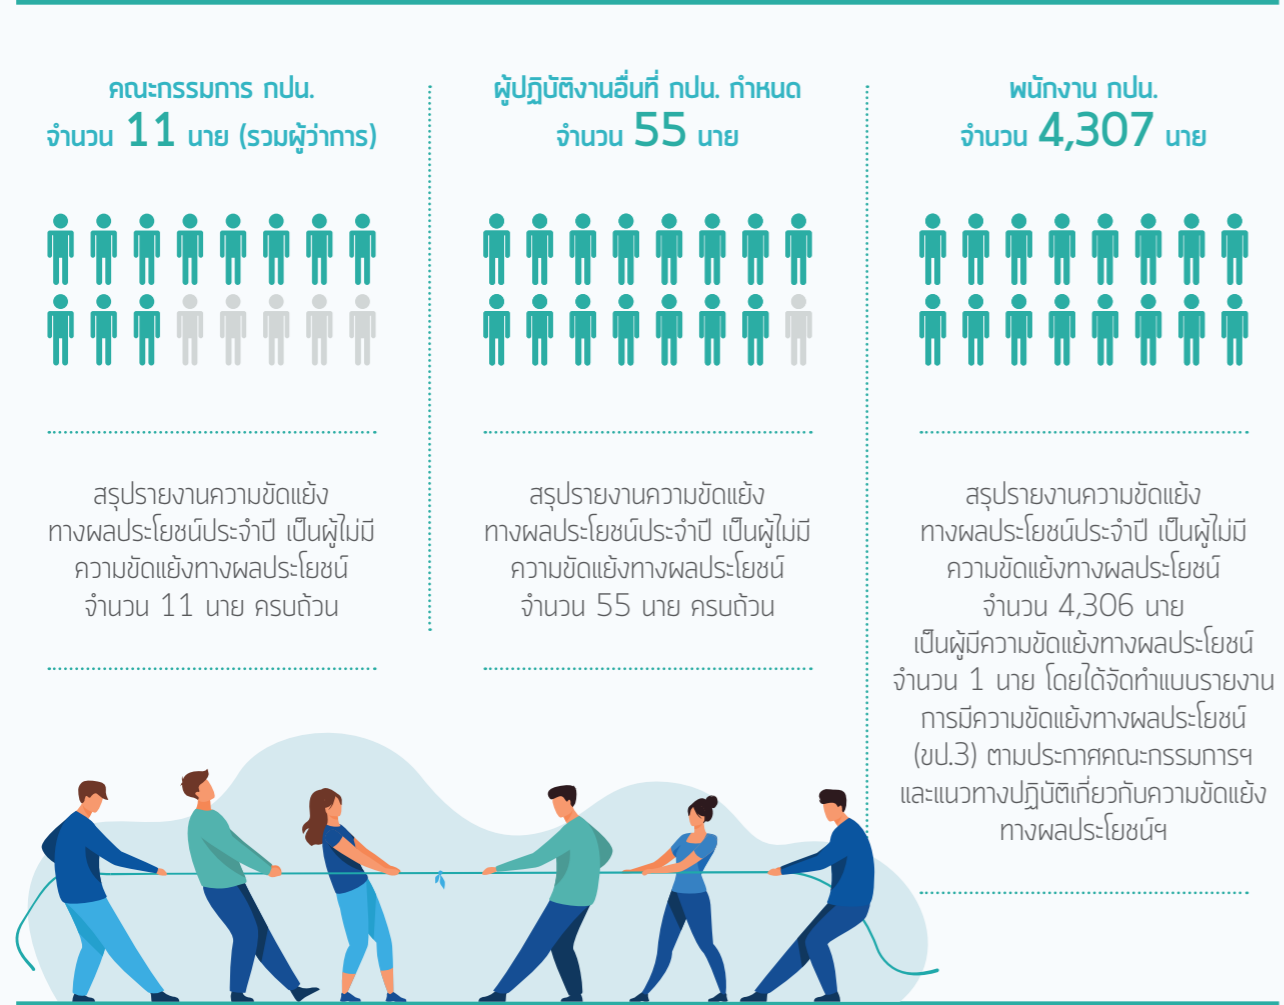 คณะกรรมการ กปน.
จำนวน 11 นาย (รวมผู้ว่าการ)
สรุปรายงานความขัดแย้ง
ทางผลประโยชน์ประจำปี เป็นผู้ไม่มี
ความขัดแย้งทางผลประโยชน์
จำนวน 11 นาย ครบถ้วน
ผู้ปฏิบัติงานอื่นที่ กปน. กำหนด
จำนวน 55 นาย
สรุปรายงานความขัดแย้ง
ทางผลประโยชน์ประจำปี เป็นผู้ไม่มี
ความขัดแย้งทางผลประโยชน์
จำนวน 55 นาย ครบถ้วน
พนักงาน กปน.
จำนวน 4,307 นาย
สรุปรายงานความขัดแย้ง
ทางผลประโยชน์ประจำปี เป็นผู้ไม่มี
ความขัดแย้งทางผลประโยชน์
จำนวน 4,306 นาย
เป็นผู้มีความขัดแย้งทางผลประโยชน์
จำนวน 1 นาย โดยได้จัดทำแบบรายงาน
การมีความขัดแย้งทางผลประโยชน์
(ขป.3) ตามประกาศคณะกรรมการฯ
และแนวทางปฏิบัติเกี่ยวกับความขัดแย้ง
ทางผลประโยชน์ฯ